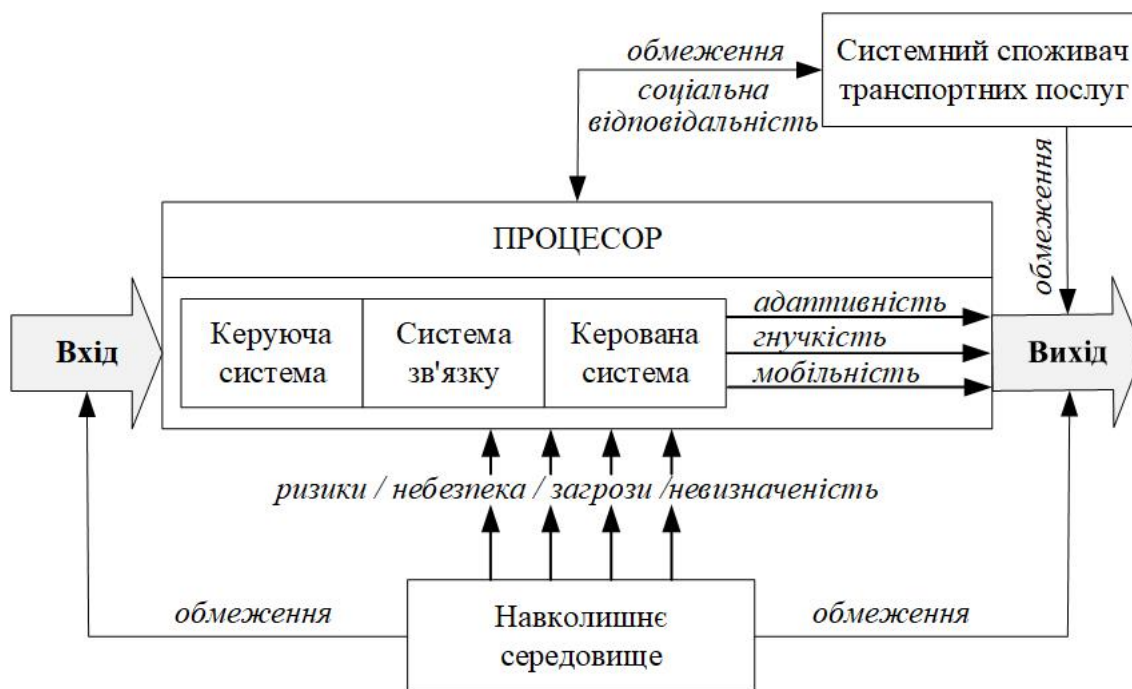 обмеження
соціальна
відповідальність
Системний споживач
транспортних послуг
обмеження
ПРОЦЕСОР
Вхід
Керуюча
система
Система
зв'язку
Керована
система
адаптивність
гнучкість
мобільність
Вихід
ризики / небезпека / загрози /невизначеність
обмеження
Навколишнє
середовище
обмеження